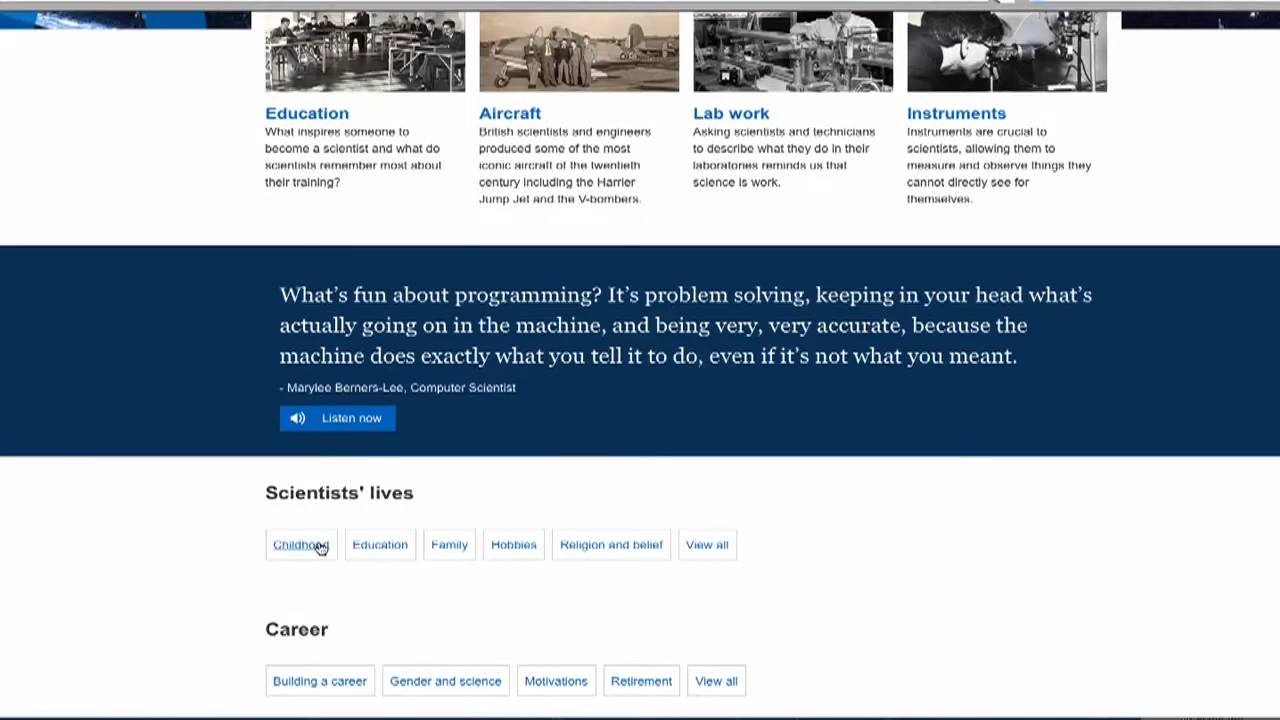 Education
What inspires someone to
become a scientist and what do
scientists remember most about
their training?
Aircraft
British scientists and engineers
produced some of the most
iconic aircraft of the twentieth
century including the Harrier
Jump Jet and the V-bombers.
Lab work
Asking scientists and technicians
to describe what they do in their
laboratories reminds us that
science is work.
Instruments
Instruments are crucial to
scientists, allowing them to
measure and observe things they
cannot directly see for
themselves.
What's fun about programming? It's problem solving, keeping in your head what's
actually going on in the machine, and being very, very accurate, because the
machine does exactly what you tell it to do, even if it's not what you meant.
- Marylee Berners-Lee, Computer Scientist
Listen now
Scientists' lives
Childhood Education Family Hobbies Religion and belief View all
Career
Building a career Gender and science Motivations Retirement View all